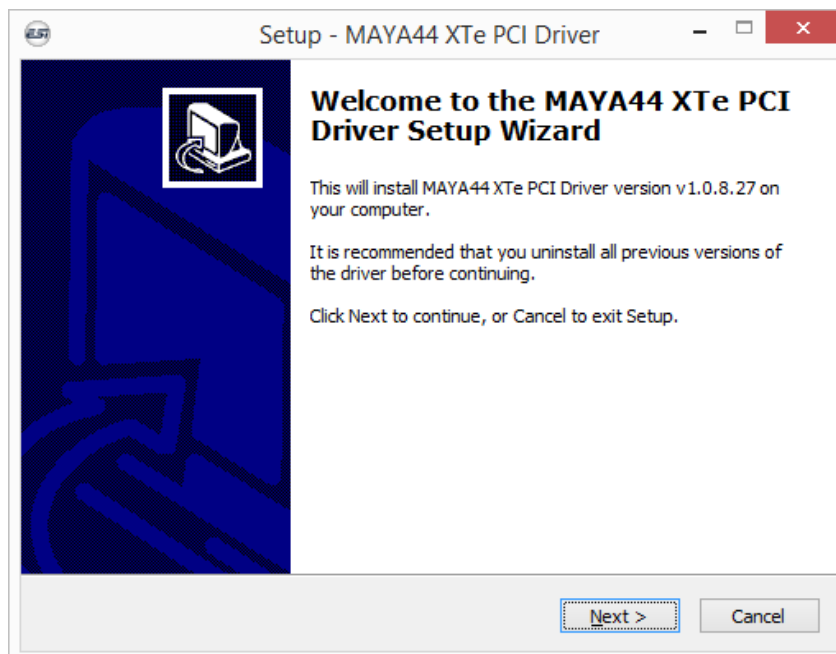 ESI
Setup - MAYA44 XTe PCI Driver
Welcome to the MAYA44 XTe PCI
Driver Setup Wizard
This will install MAYA44 XTe PCI Driver version v1.0.8.27 on
your computer.
It is recommended that you uninstall all previous versions of
the driver before continuing.
Click Next to continue, or Cancel to exit Setup.
Next >
Cancel